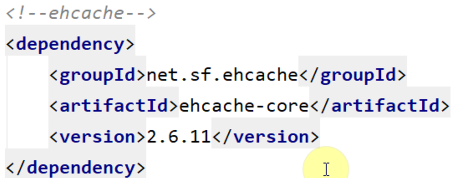 <!--ehcache-->
<dependency>
    <groupId>net.sf.ehcache</groupId>
    <artifactId>ehcache-core</artifactId>
    <version>2.6.11</version>
</dependency>